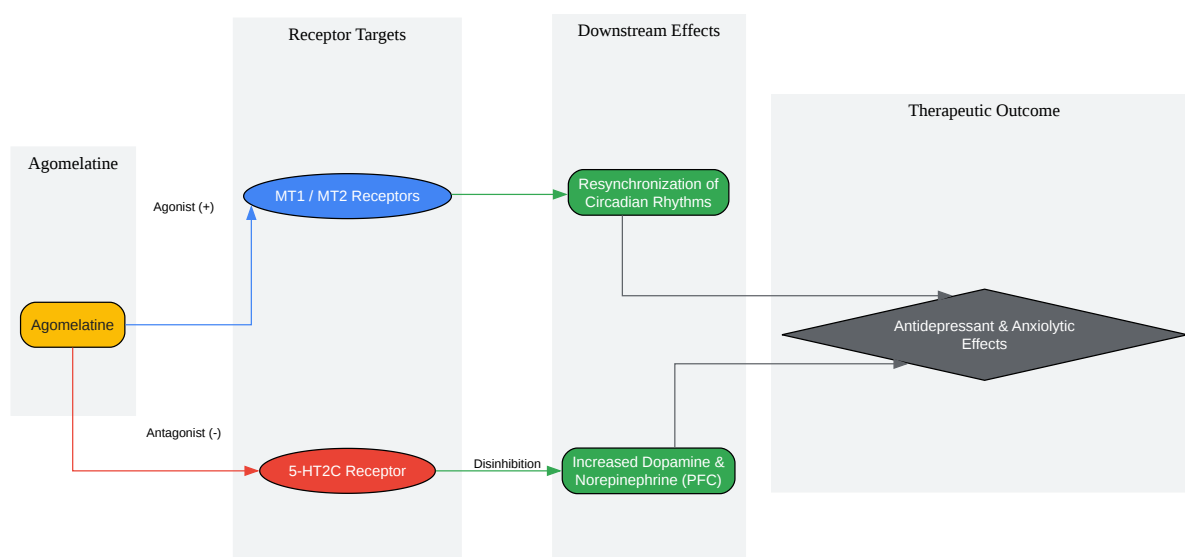 Agomelatine
Receptor Targets
Downstream Effects
Therapeutic Outcome
Agomelatine
Agonist (+)
Antagonist (-)
MT1 / MT2 Receptors
5-HT2C Receptor
Disinhibition
Resynchronization of
Circadian Rhythms
Increased Dopamine &
Norepinephrine (PFC)
Antidepressant & Anxiolytic
Effects